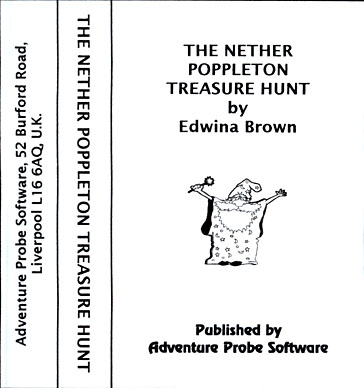 Adventure Probe Software, 52 Burford Road,
Liverpool L16 6AQ, U.K.
THE NETHER POPPLETON TREASURE HUNT
THE NETHER
POPPLETON
TREASURE HUNT
by
Edwina Brown
Published by
Adventure Probe Software